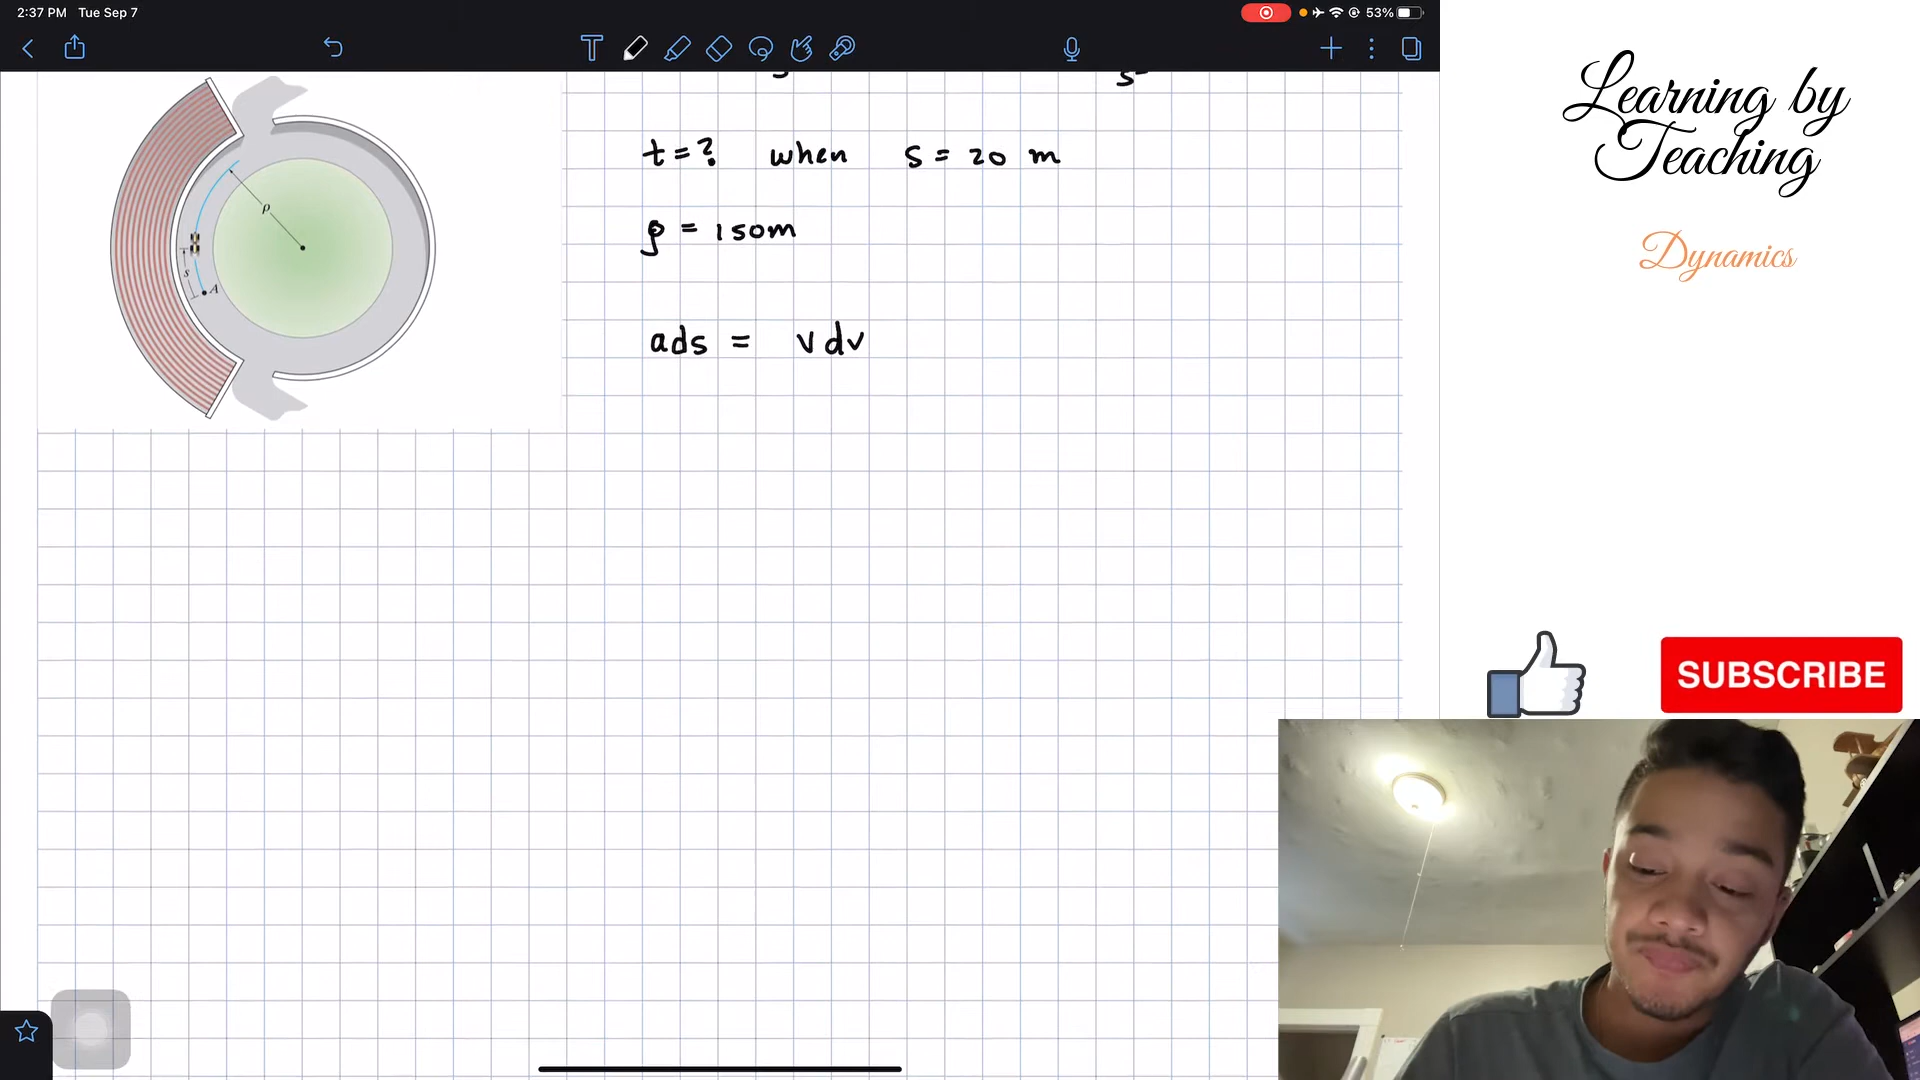 2:37 PM Tue Sep 7
53%
T
s
s
ρ
s
A
t = ? when s = 20 m
ρ = 150m
ads = vdv
Learning by
Teaching
Dynamics
SUBSCRIBE